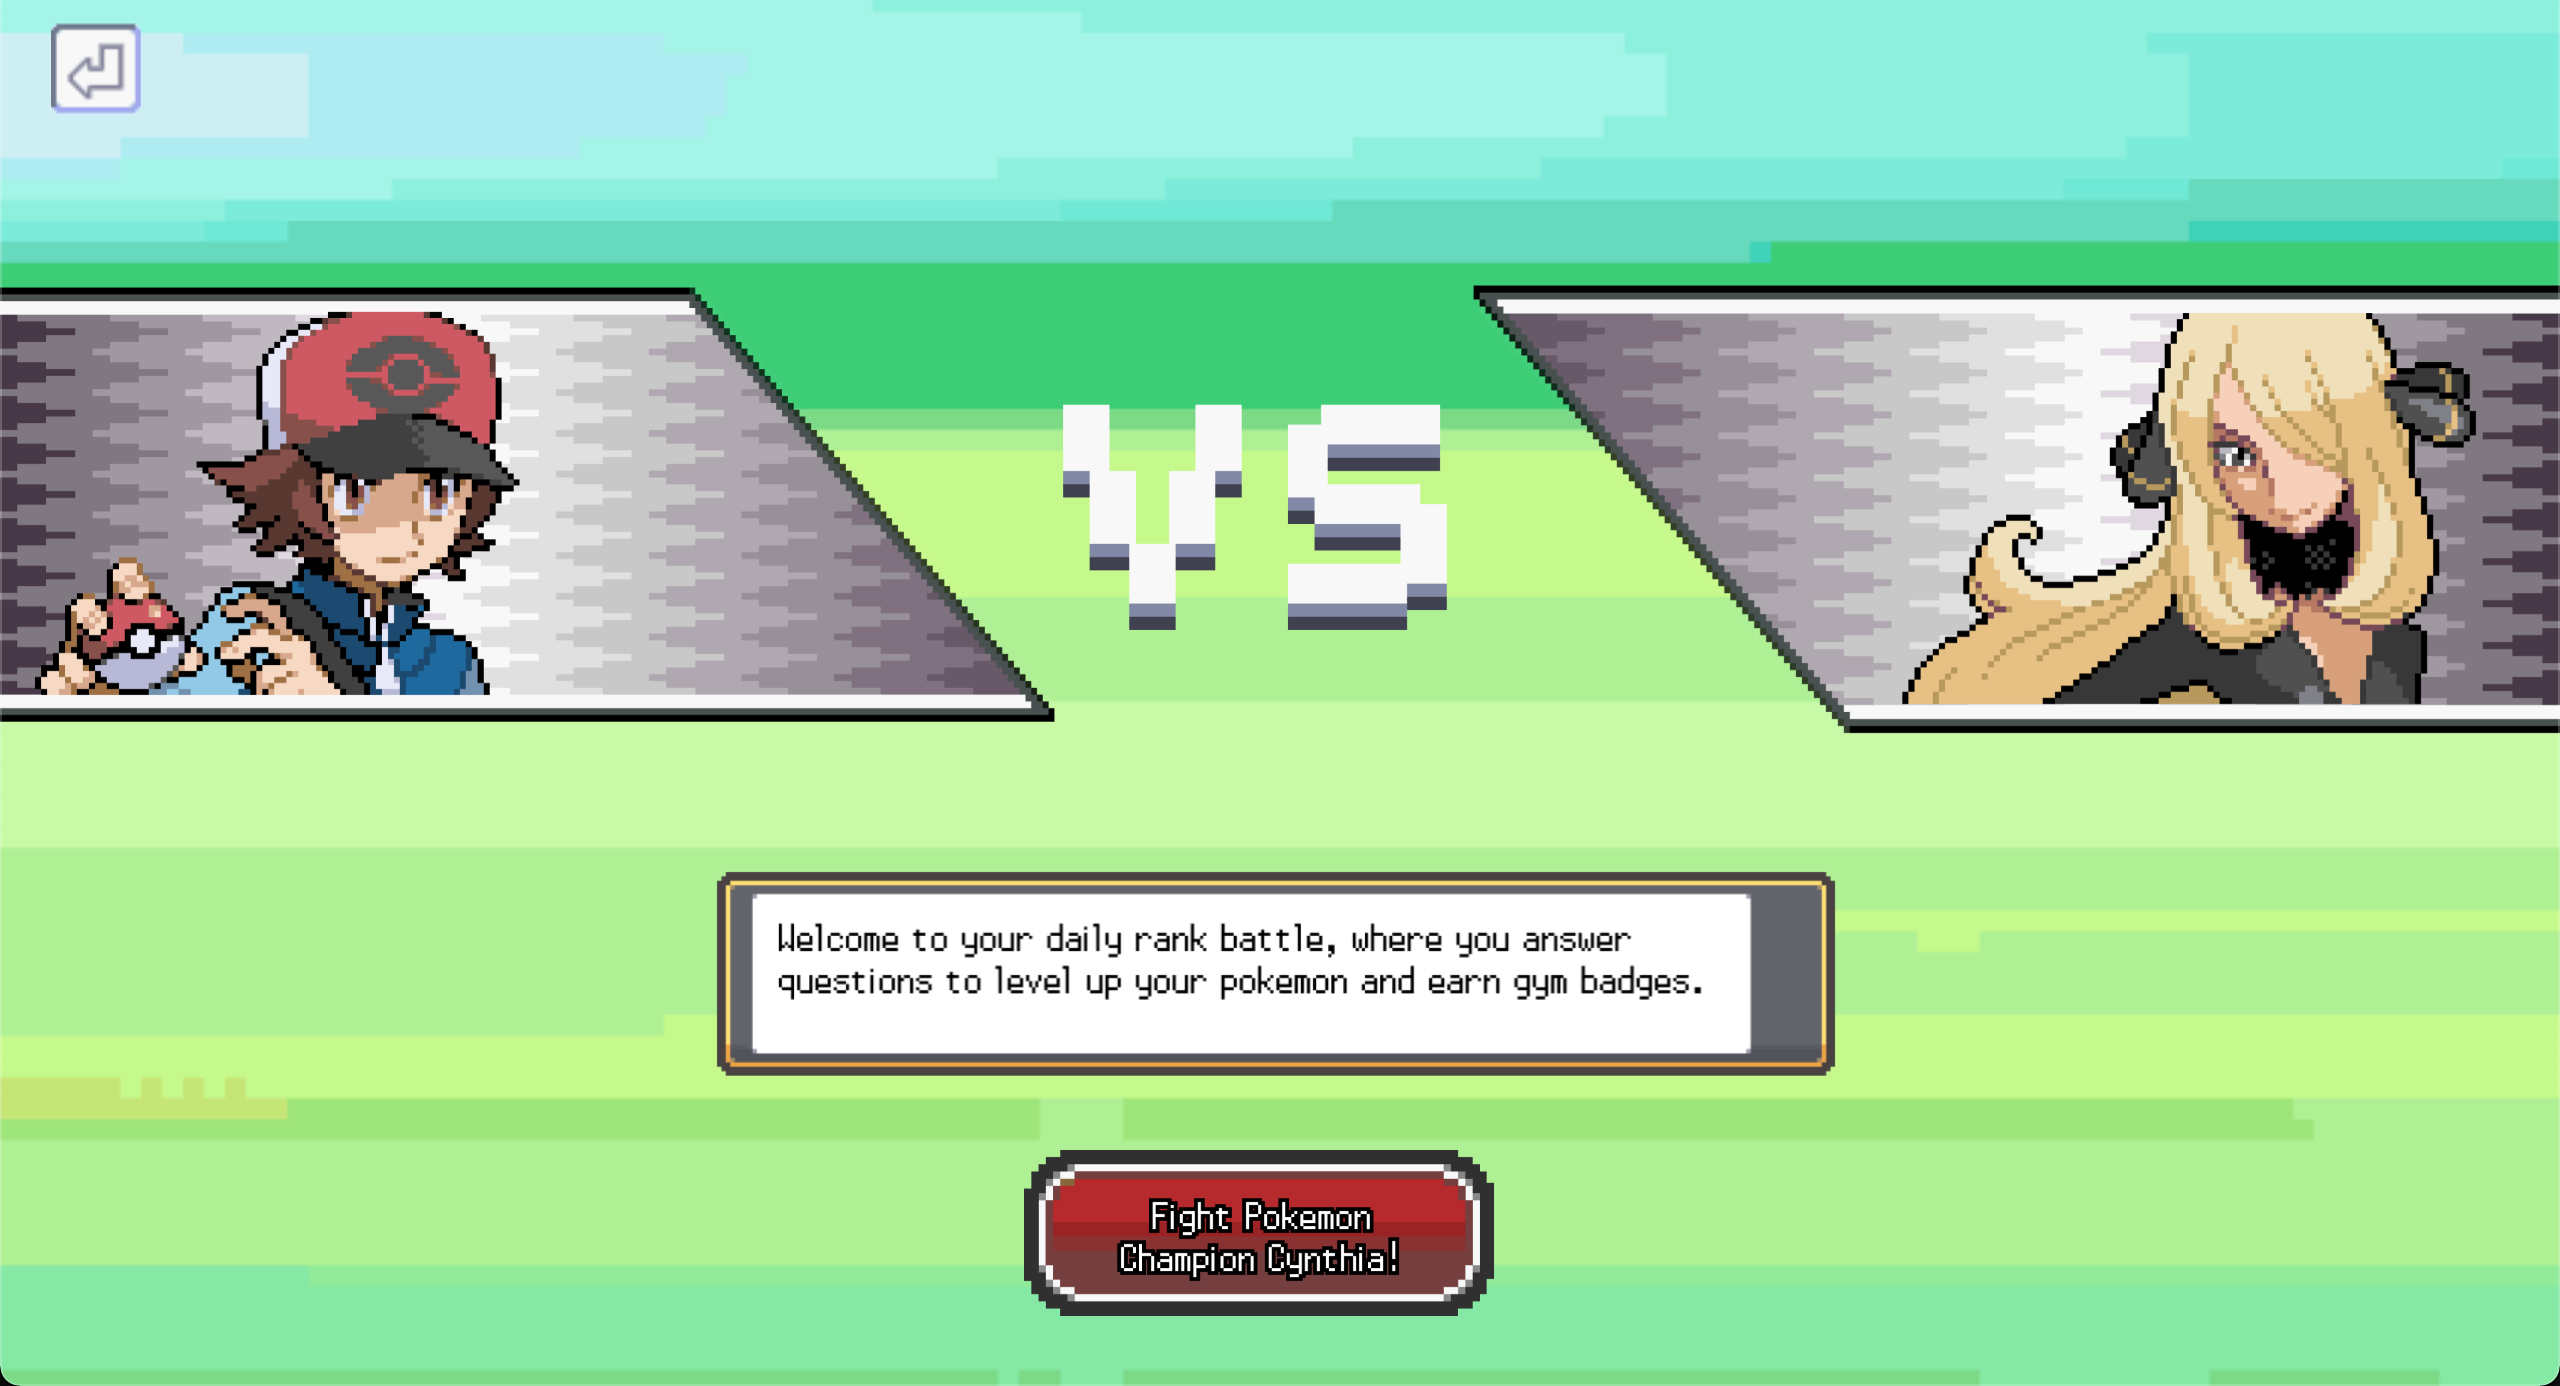 VS
Welcome to your daily rank battle, where you answer
questions to level up your pokemon and earn gym badges.
Fight Pokemon
Champion Cynthia!